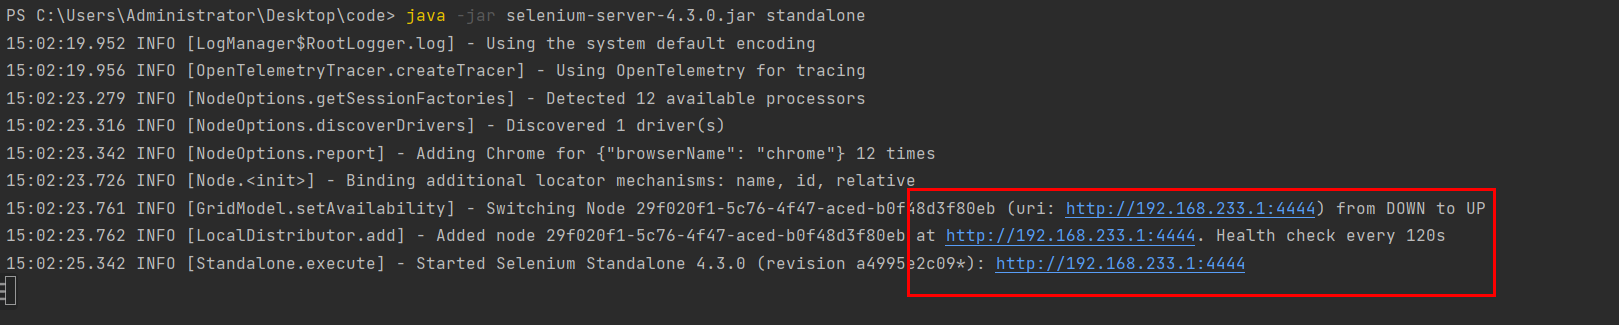 PS C:\Users\Administrator\Desktop\code> java -jar selenium-server-4.3.0.jar standalone
15:02:19.952 INFO [LogManager$RootLogger.log] - Using the system default encoding
15:02:19.956 INFO [OpenTelemetryTracer.createTracer] - Using OpenTelemetry for tracing
15:02:23.279 INFO [NodeOptions.getSessionFactories] - Detected 12 available processors
15:02:23.316 INFO [NodeOptions.discoverDrivers] - Discovered 1 driver(s)
15:02:23.342 INFO [NodeOptions.report] - Adding Chrome for {"browserName": "chrome"} 12 times
15:02:23.726 INFO [Node.<init>] - Binding additional locator mechanisms: name, id, relative
15:02:23.761 INFO [GridModel.setAvailability] - Switching Node 29f020f1-5c76-4f47-aced-b0f48d3f80eb (uri: http://192.168.233.1:4444) from DOWN to UP
15:02:23.762 INFO [LocalDistributor.add] - Added node 29f020f1-5c76-4f47-aced-b0f48d3f80eb at http://192.168.233.1:4444. Health check every 120s
15:02:25.342 INFO [Standalone.execute] - Started Selenium Standalone 4.3.0 (revision a4995e2c09*): http://192.168.233.1:4444